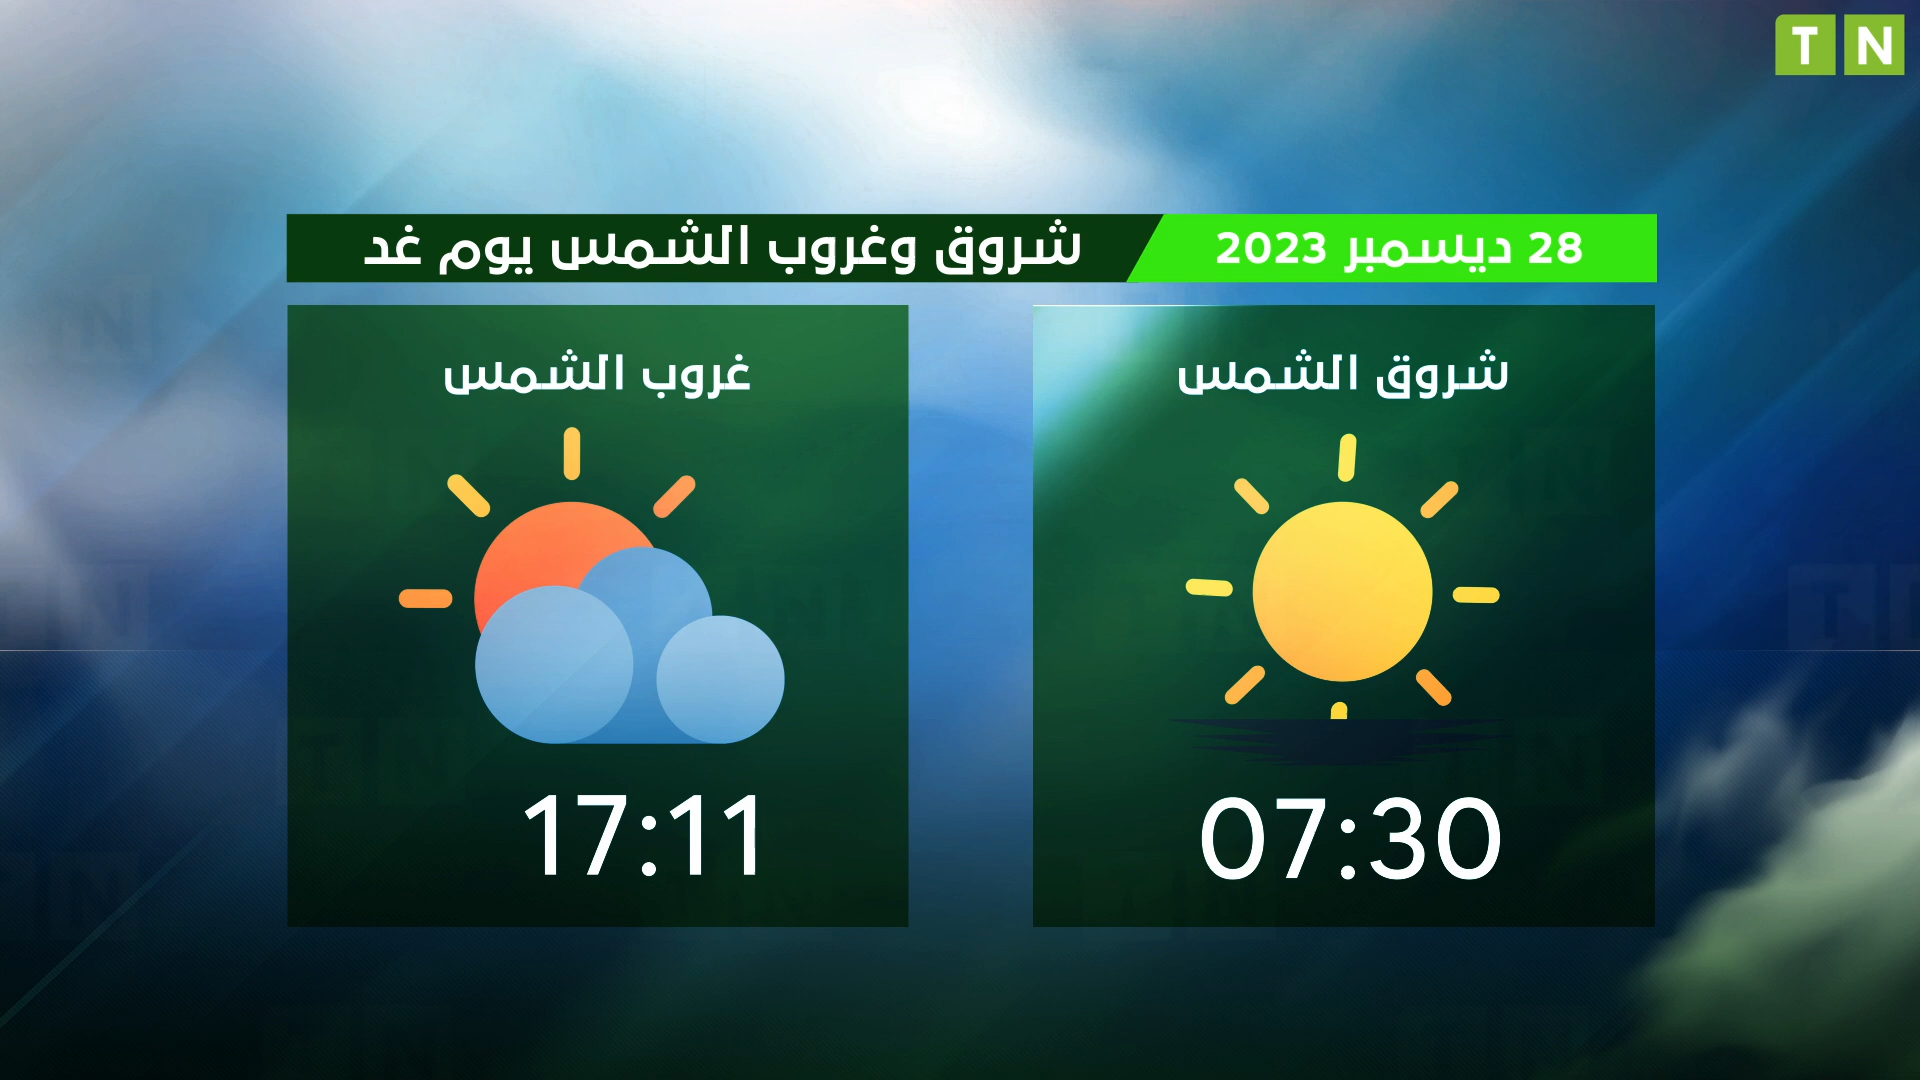 TN
28 ديسمبر 2023
شروق وغروب الشمس يوم غد
شروق الشمس
07:30
غروب الشمس
17:11